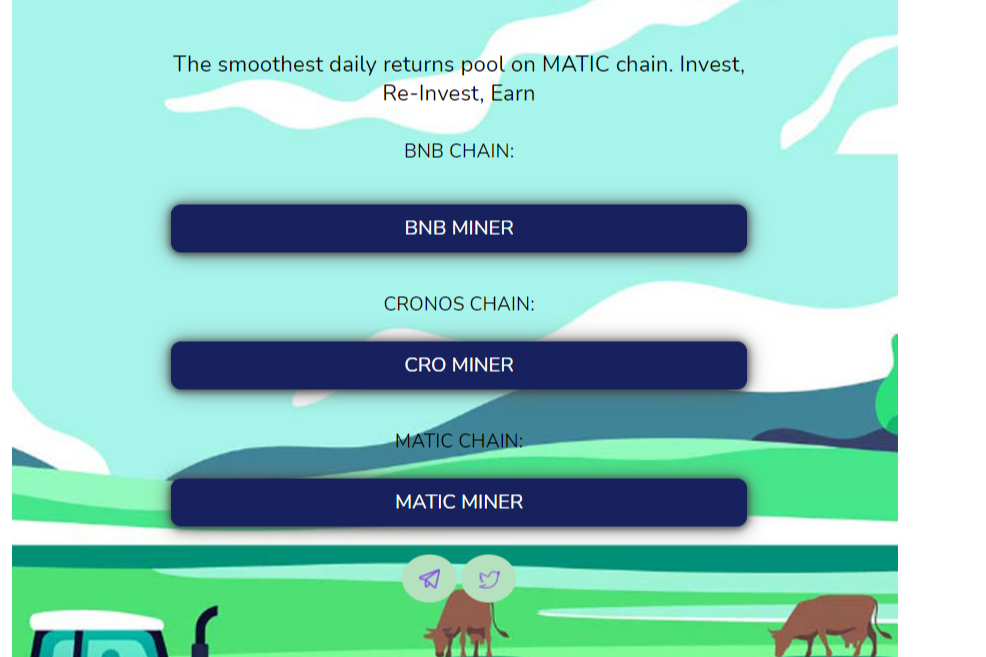 The smoothest daily returns pool on MATIC chain. Invest,
Re-Invest, Earn
BNB CHAIN:
BNB MINER
CRONOS CHAIN:
CRO MINER
MATIC CHAIN:
MATIC MINER